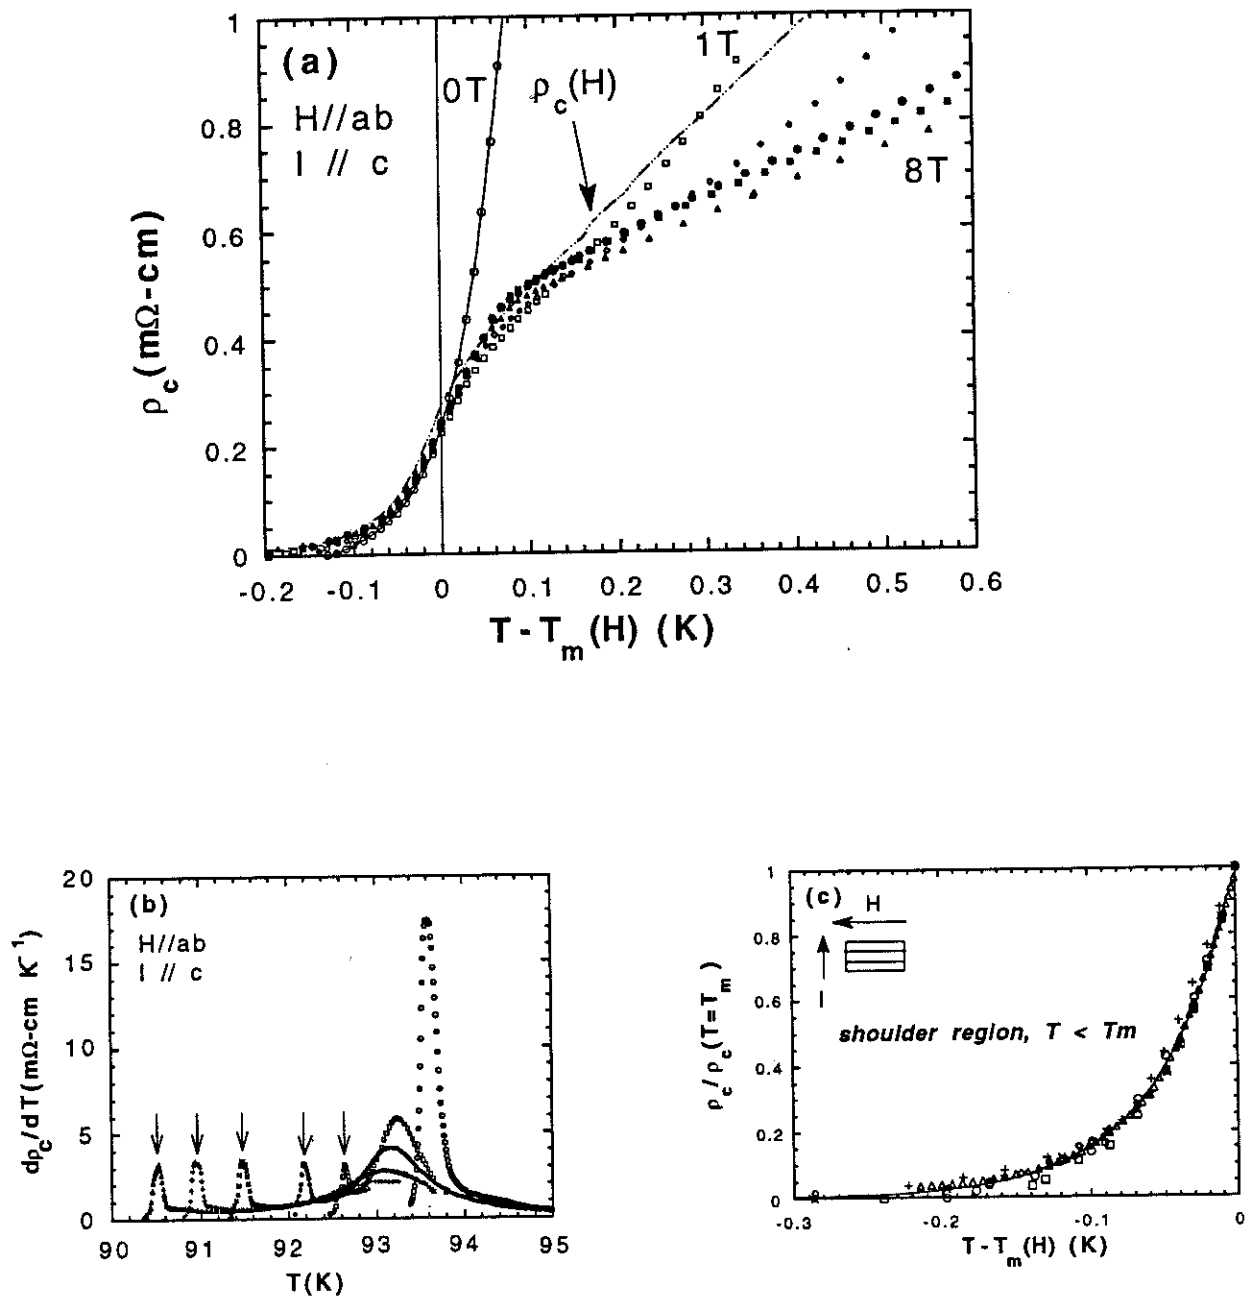 (a)
H//ab
I // c
0T
ρc(H)
1T
8T
1
0.8
0.6
0.4
0.2
0
ρc(mΩ-cm)
-0.2 -0.1 0 0.1 0.2 0.3 0.4 0.5 0.6
T - Tm(H) (K)
(b)
H//ab
I // c
20
15
10
5
0
dρc/dT(mΩ-cm K⁻¹)
90 91 92 93 94 95
T(K)
(c)
H
I
shoulder region, T < Tm
1
0.8
0.6
0.4
0.2
0
ρc/ρc(T=Tm)
-0.3 -0.2 -0.1 0
T - Tm(H) (K)